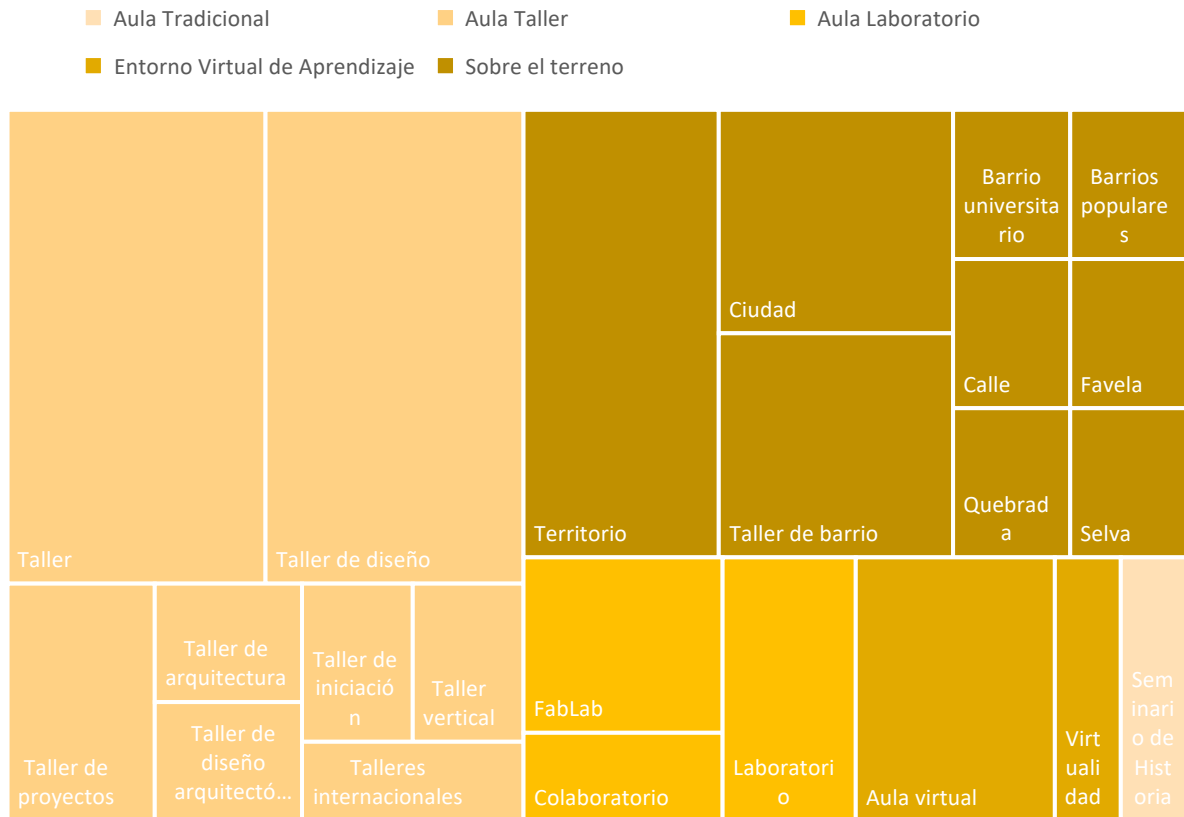 Aula Tradicional
Aula Taller
Aula Laboratorio
Entorno Virtual de Aprendizaje
Sobre el terreno
Taller
Taller de diseño
Taller de
proyectos
Taller de
arquitectura
Taller de
diseño
arquitectó...
Taller de
iniciació
n
Taller
vertical
Talleres
internacionales
Territorio
Ciudad
Taller de barrio
Barrio
universita
rio
Barrios
populare
s
Calle
Favela
Quebrad
a
Selva
FabLab
Colaboratorio
Laboratori
o
Aula virtual
Virt
uali
dad
Sem
inari
o de
Hist
oria